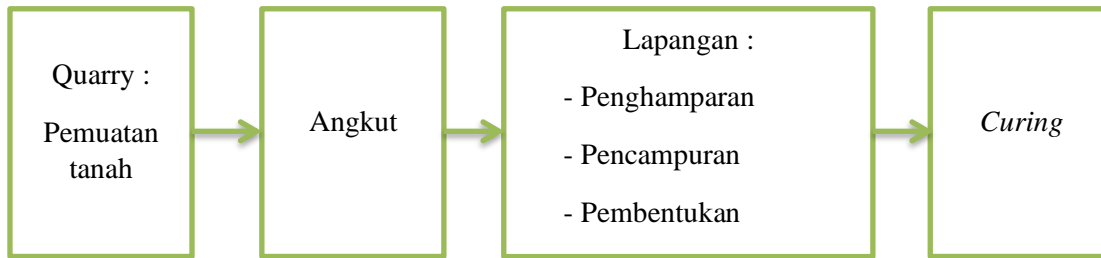 Quarry :
Pemuatan
tanah
Angkut
Lapangan :
- Penghamparan
- Pencampuran
- Pembentukan
Curing